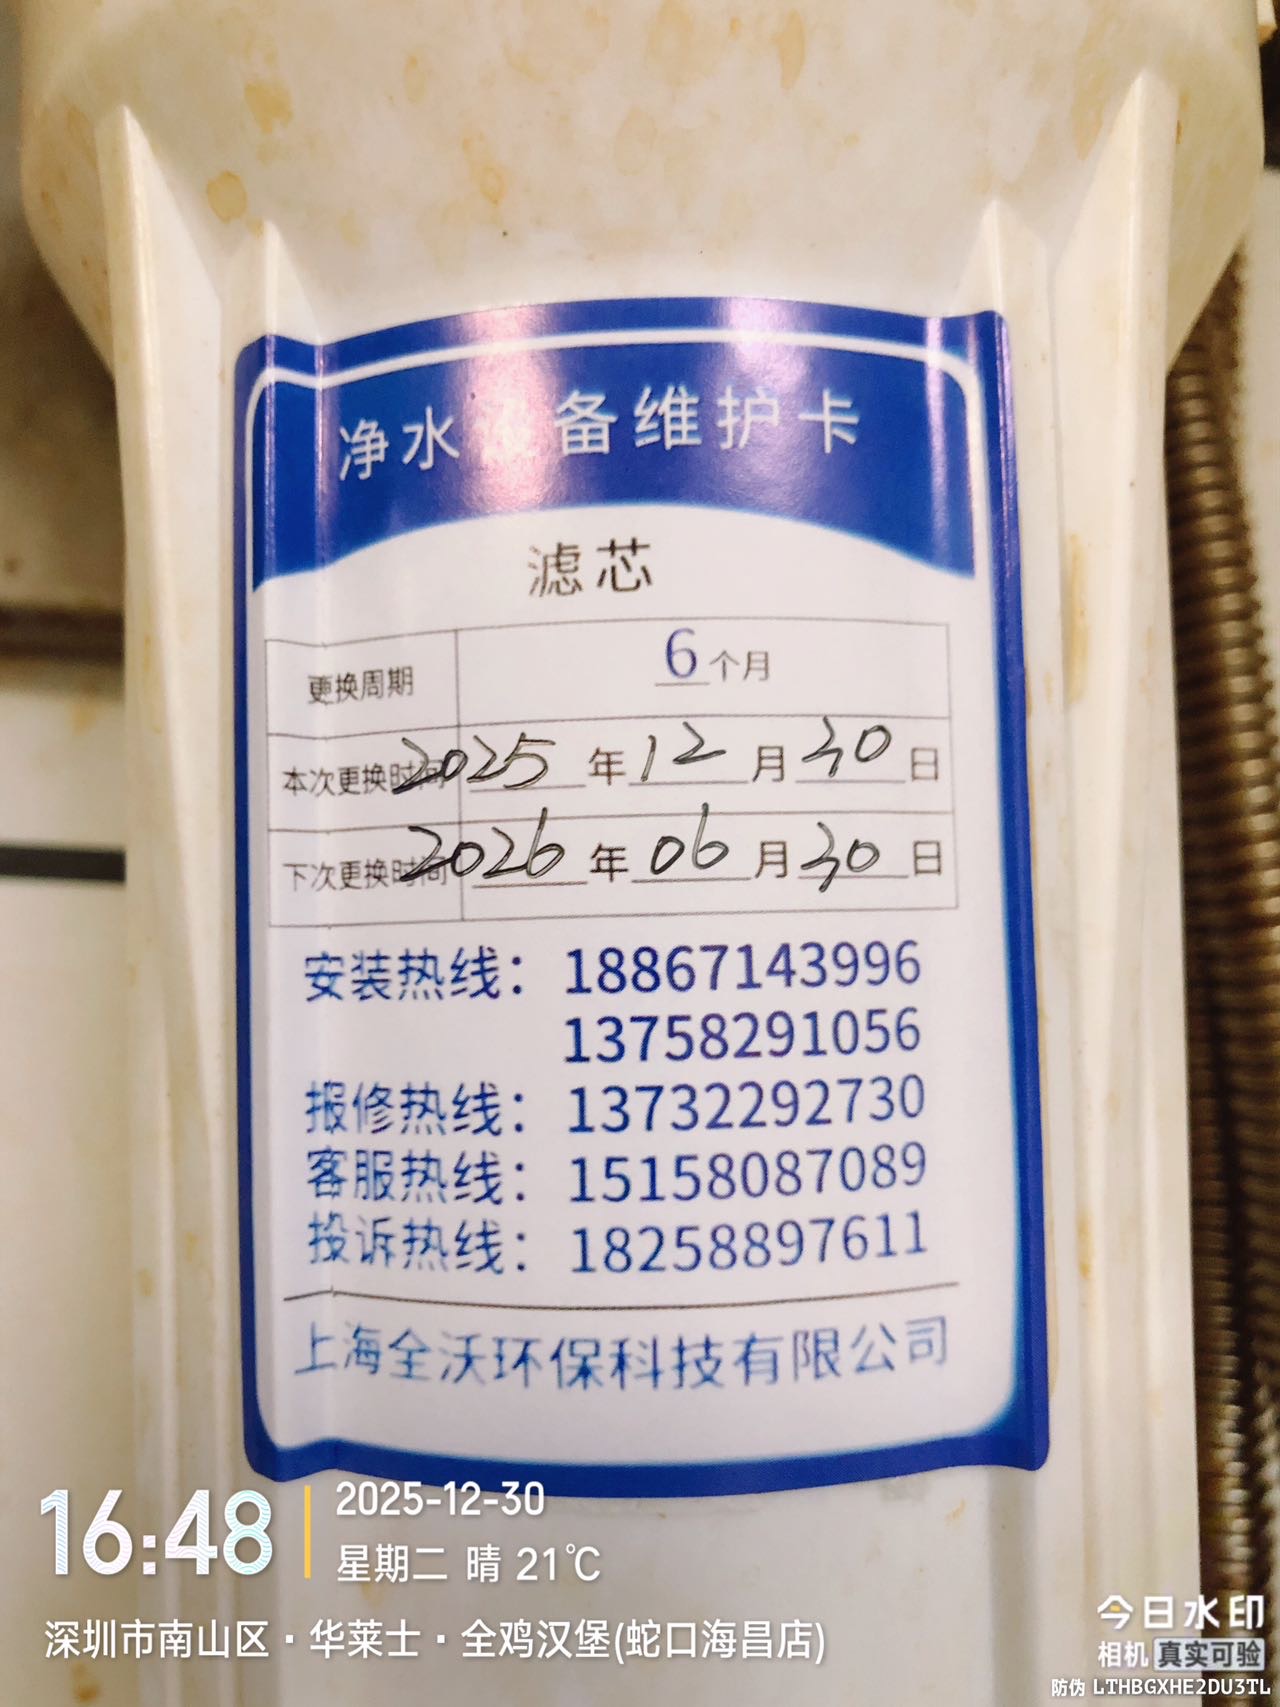 净水设备维护卡
滤芯
更换周期 6个月
本次更换时间 2025年12月30日
下次更换时间 2026年06月30日
安装热线：18867143996
13758291056
报修热线：13732292730
客服热线：15158087089
投诉热线：18258897611
上海全沃环保科技有限公司
16:48
2025-12-30
星期二 晴 21℃
深圳市南山区·华莱士·全鸡汉堡(蛇口海昌店)
今日水印
相机 真实可验
防伪 LTHBGXHE2DU3TL